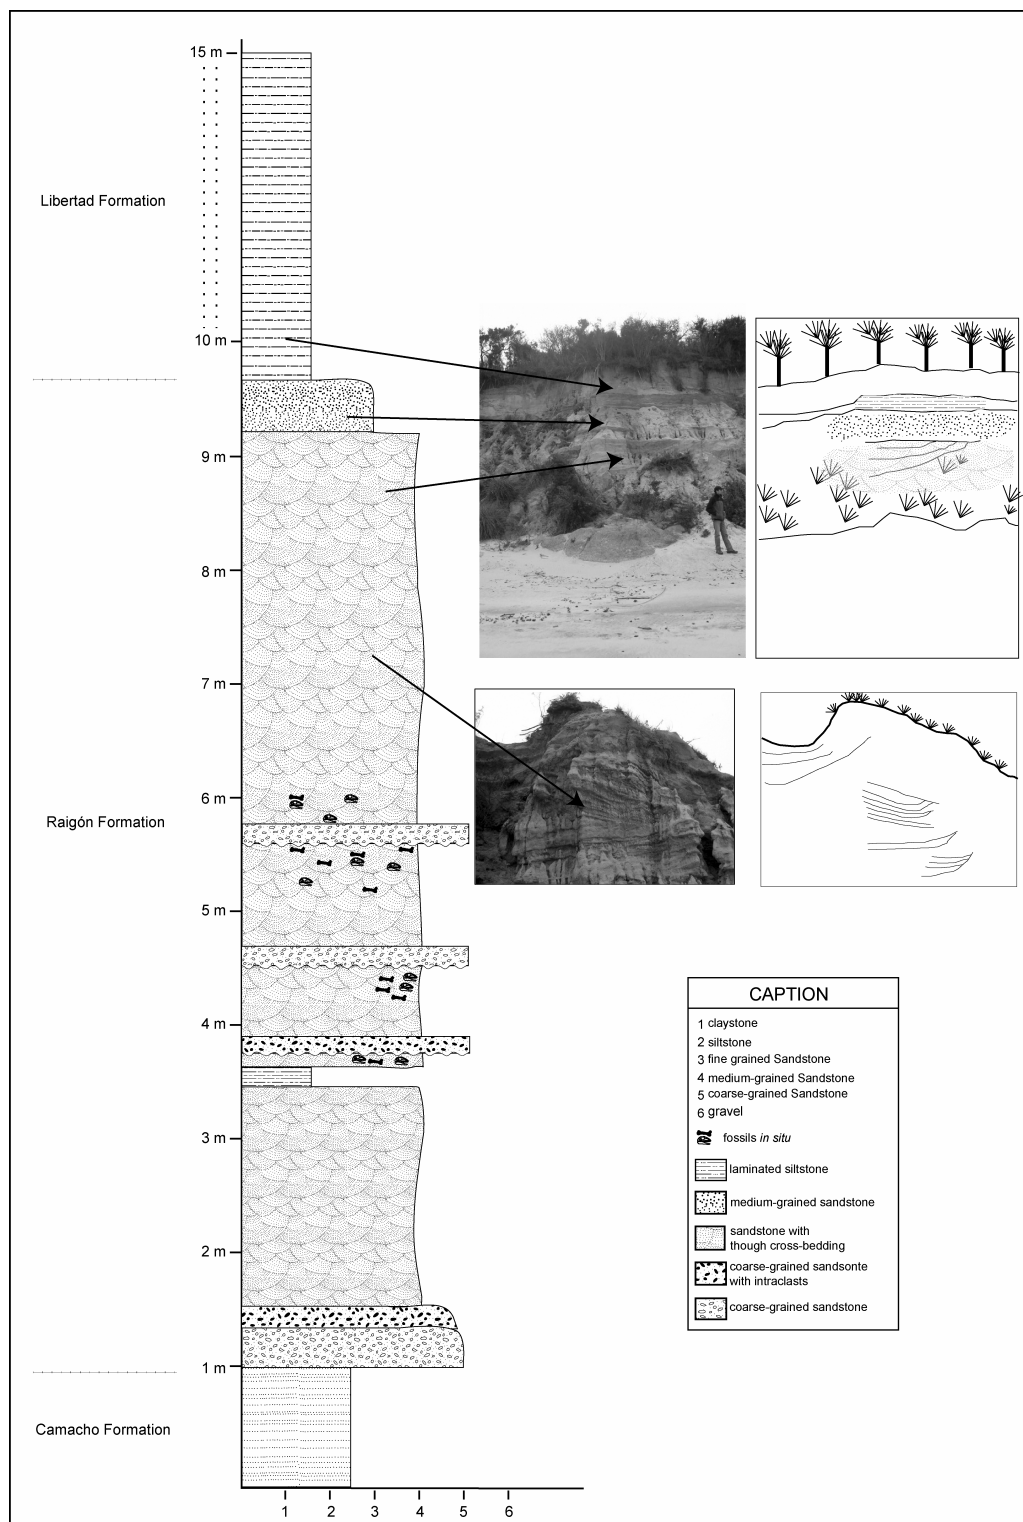 15 m
Libertad Formation
10 m
9 m
8 m
7 m
6 m
Raigón Formation
5 m
4 m
3 m
2 m
1 m
Camacho Formation
1 2 3 4 5 6
CAPTION
1 claystone
2 siltstone
3 fine grained Sandstone
4 medium-grained Sandstone
5 coarse-grained Sandstone
6 gravel
fossils in situ
laminated siltstone
medium-grained sandstone
sandstone with
though cross-bedding
coarse-grained sandsonte
with intraclasts
coarse-grained sandstone